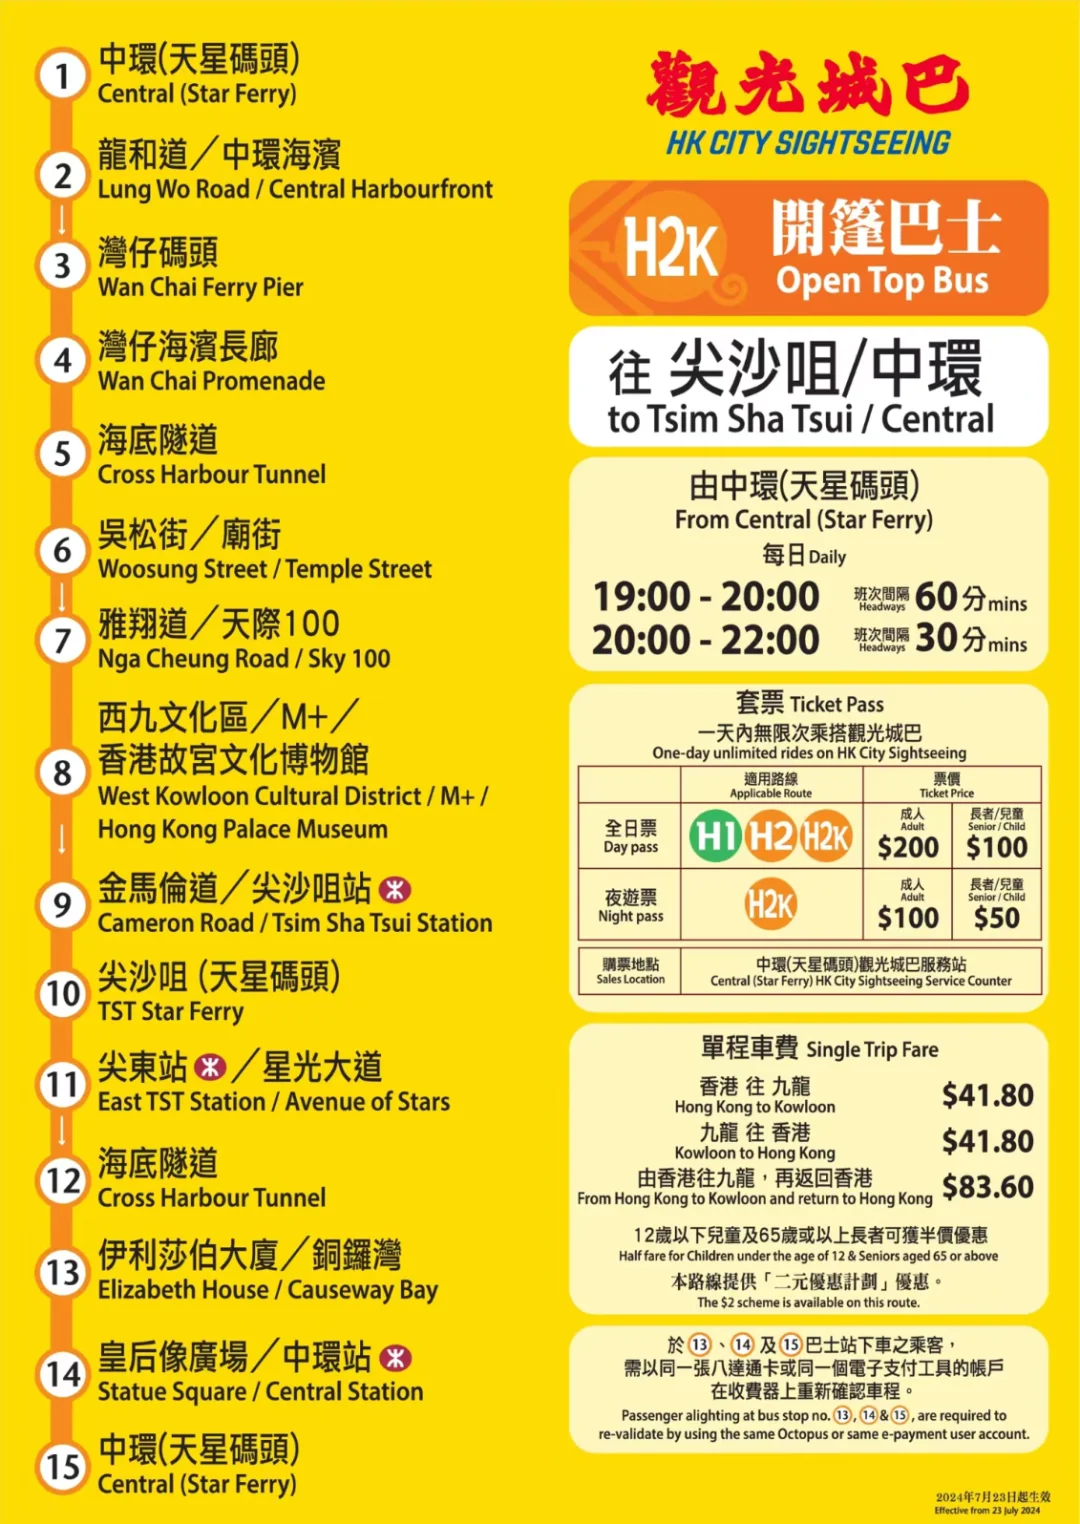 1
中環(天星碼頭)
Central (Star Ferry)
2
龍和道／中環海濱
Lung Wo Road / Central Harbourfront
3
灣仔碼頭
Wan Chai Ferry Pier
4
灣仔海濱長廊
Wan Chai Promenade
5
海底隧道
Cross Harbour Tunnel
6
吳松街／廟街
Woosung Street / Temple Street
7
雅翔道／天際100
Nga Cheung Road / Sky 100
8
西九文化區／M+／
香港故宮文化博物館
West Kowloon Cultural District / M+ /
Hong Kong Palace Museum
9
金馬倫道／尖沙咀站
Cameron Road / Tsim Sha Tsui Station
10
尖沙咀 (天星碼頭)
TST Star Ferry
11
尖東站／星光大道
East TST Station / Avenue of Stars
12
海底隧道
Cross Harbour Tunnel
13
伊利莎伯大廈／銅鑼灣
Elizabeth House / Causeway Bay
14
皇后像廣場／中環站
Statue Square / Central Station
15
中環(天星碼頭)
Central (Star Ferry)
觀光城巴
HK CITY SIGHTSEEING
H2K
開篷巴士
Open Top Bus
往 尖沙咀/中環
to Tsim Sha Tsui / Central
由中環(天星碼頭)
From Central (Star Ferry)
每日 Daily
19:00 - 20:00 班次間隔 Headways 60 分 mins
20:00 - 22:00 班次間隔 Headways 30 分 mins
套票 Ticket Pass
一天內無限次乘搭觀光城巴
One-day unlimited rides on HK City Sightseeing
適用路線 票價
Applicable Route Ticket Price
全日票
Day pass
H1 H2 H2K
成人
Adult
$200
長者/兒童
Senior / Child
$100
夜遊票
Night pass
H2K
成人
Adult
$100
長者/兒童
Senior / Child
$50
購票地點
Sales Location
中環(天星碼頭)觀光城巴服務站
Central (Star Ferry) HK City Sightseeing Service Counter
單程車費 Single Trip Fare
香港 往 九龍
Hong Kong to Kowloon
$41.80
九龍 往 香港
Kowloon to Hong Kong
$41.80
由香港往九龍，再返回香港
From Hong Kong to Kowloon and return to Hong Kong
$83.60
12歲以下兒童及65歲或以上長者可獲半價優惠
Half fare for Children under the age of 12 & Seniors aged 65 or above
本路線提供「二元優惠計劃」優惠。
The $2 scheme is available on this route.
於 13、14 及 15 巴士站下車之乘客，
需以同一張八達通卡或同一個電子支付工具的帳戶
在收費器上重新確認車程。
Passenger alighting at bus stop no. 13, 14 & 15, are required to
re-validate by using the same Octopus or same e-payment user account.
2024年7月23日起生效
Effective from 23 July 2024